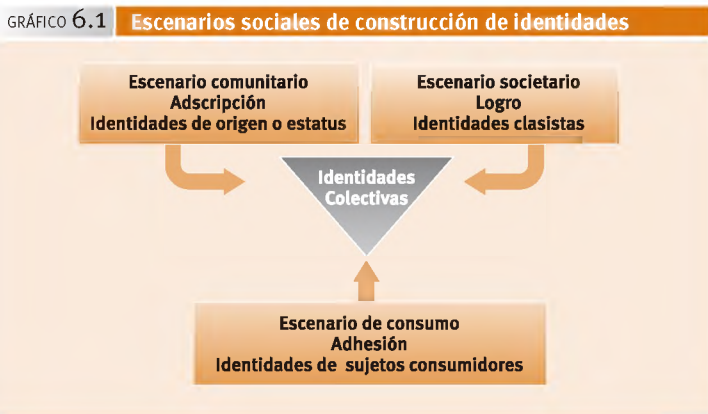 GRÁFICO 6.1 Escenarios sociales de construcción de identidades
Escenario comunitario
Adscripción
Identidades de origen o estatus
Escenario societario
Logro
Identidades clasistas
Identidades
Colectivas
Escenario de consumo
Adhesión
Identidades de sujetos consumidores